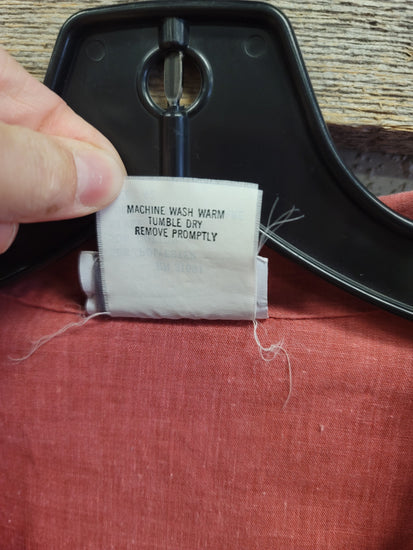 MACHINE WASH WARM
TUMBLE DRY
REMOVE PROMPTLY